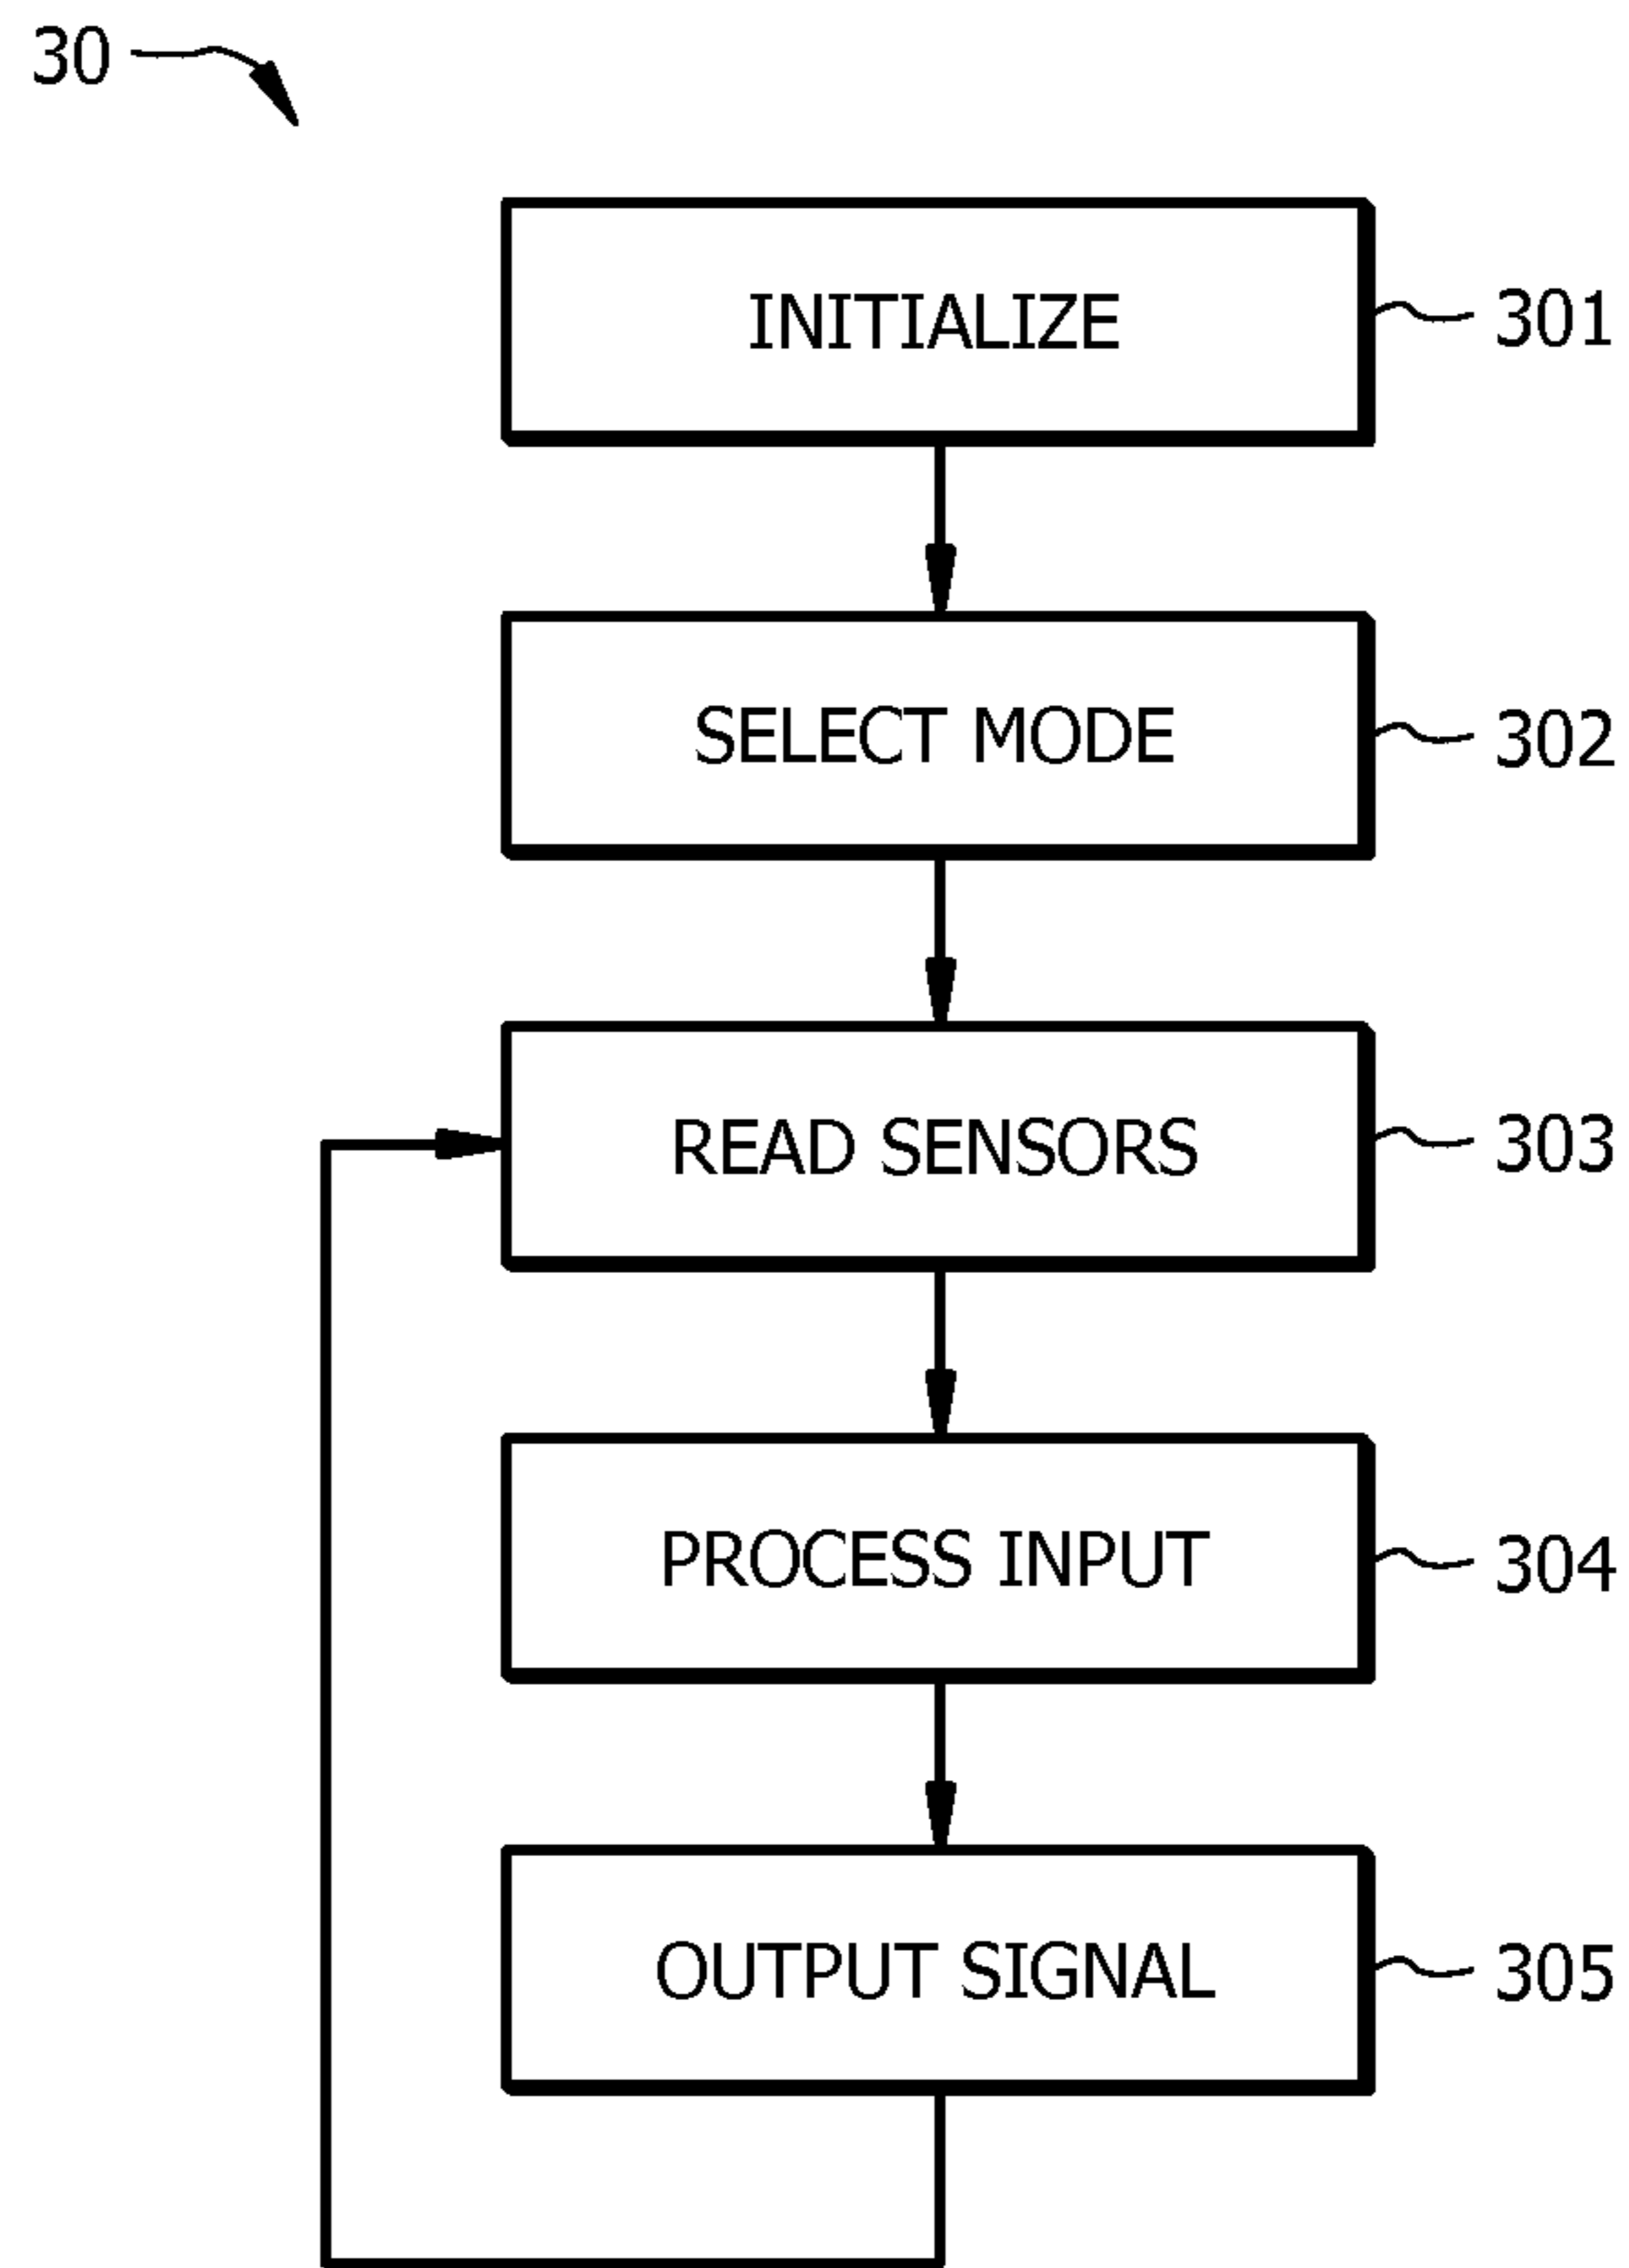 30
INITIALIZE
301
SELECT MODE
302
READ SENSORS
303
PROCESS INPUT
304
OUTPUT SIGNAL
305